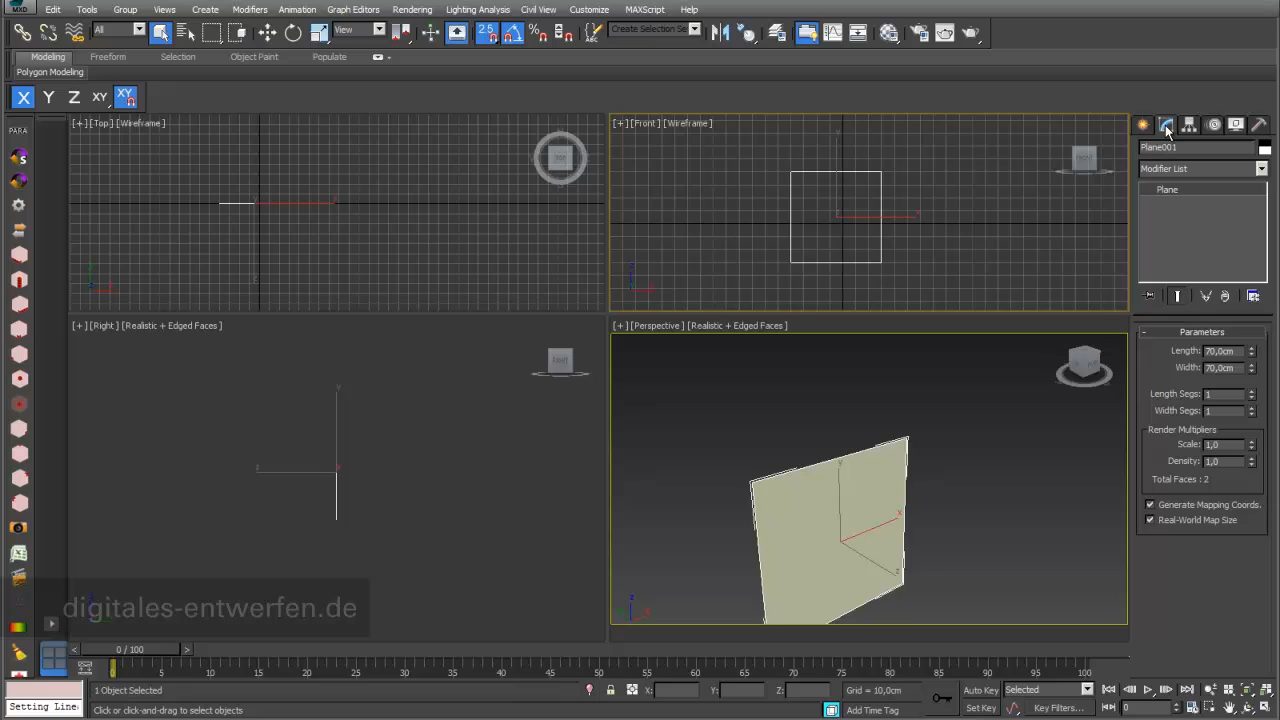 MXD Edit Tools Group Views Create Modifiers Animation Graph Editors Rendering Lighting Analysis Civil View Customize MAXScript Help
All View 2.5 Create Selection Se
Modeling Freeform Selection Object Paint Populate
Polygon Modeling
X Y Z XY XY
PARA
[+] [Top] [Wireframe]
TOP
[+] [Front] [Wireframe]
Plane001
Modifier List
Plane
[+] [Right] [Realistic + Edged Faces]
[+] [Perspective] [Realistic + Edged Faces]
Parameters
Length: 70,0cm
Width: 70,0cm
Length Segs: 1
Width Segs: 1
Render Multipliers
Scale: 1,0
Density: 1,0
Total Faces : 2
Generate Mapping Coords.
Real-World Map Size
digitales-entwerfen.de
< 0 / 100 >
0 5 10 15 20 25 30 35 40 45 50 55 60 65 70 75 80 85 90 95 100
1 Object Selected X: Y: Z: Grid = 10,0cm Auto Key Selected
Setting Line Click or click-and-drag to select objects Add Time Tag Set Key Key Filters... 0